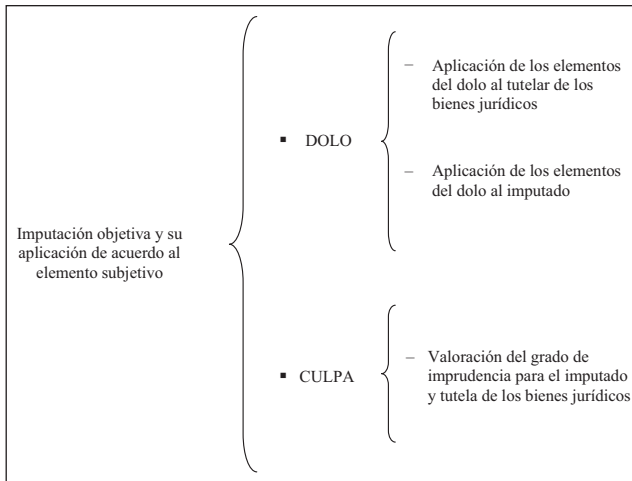 – Aplicación de los elementos
del dolo al tutelar de los
bienes jurídicos
▪ DOLO
– Aplicación de los elementos
del dolo al imputado
Imputación objetiva y su
aplicación de acuerdo al
elemento subjetivo
– Valoración del grado de
imprudencia para el imputado
y tutela de los bienes jurídicos
▪ CULPA